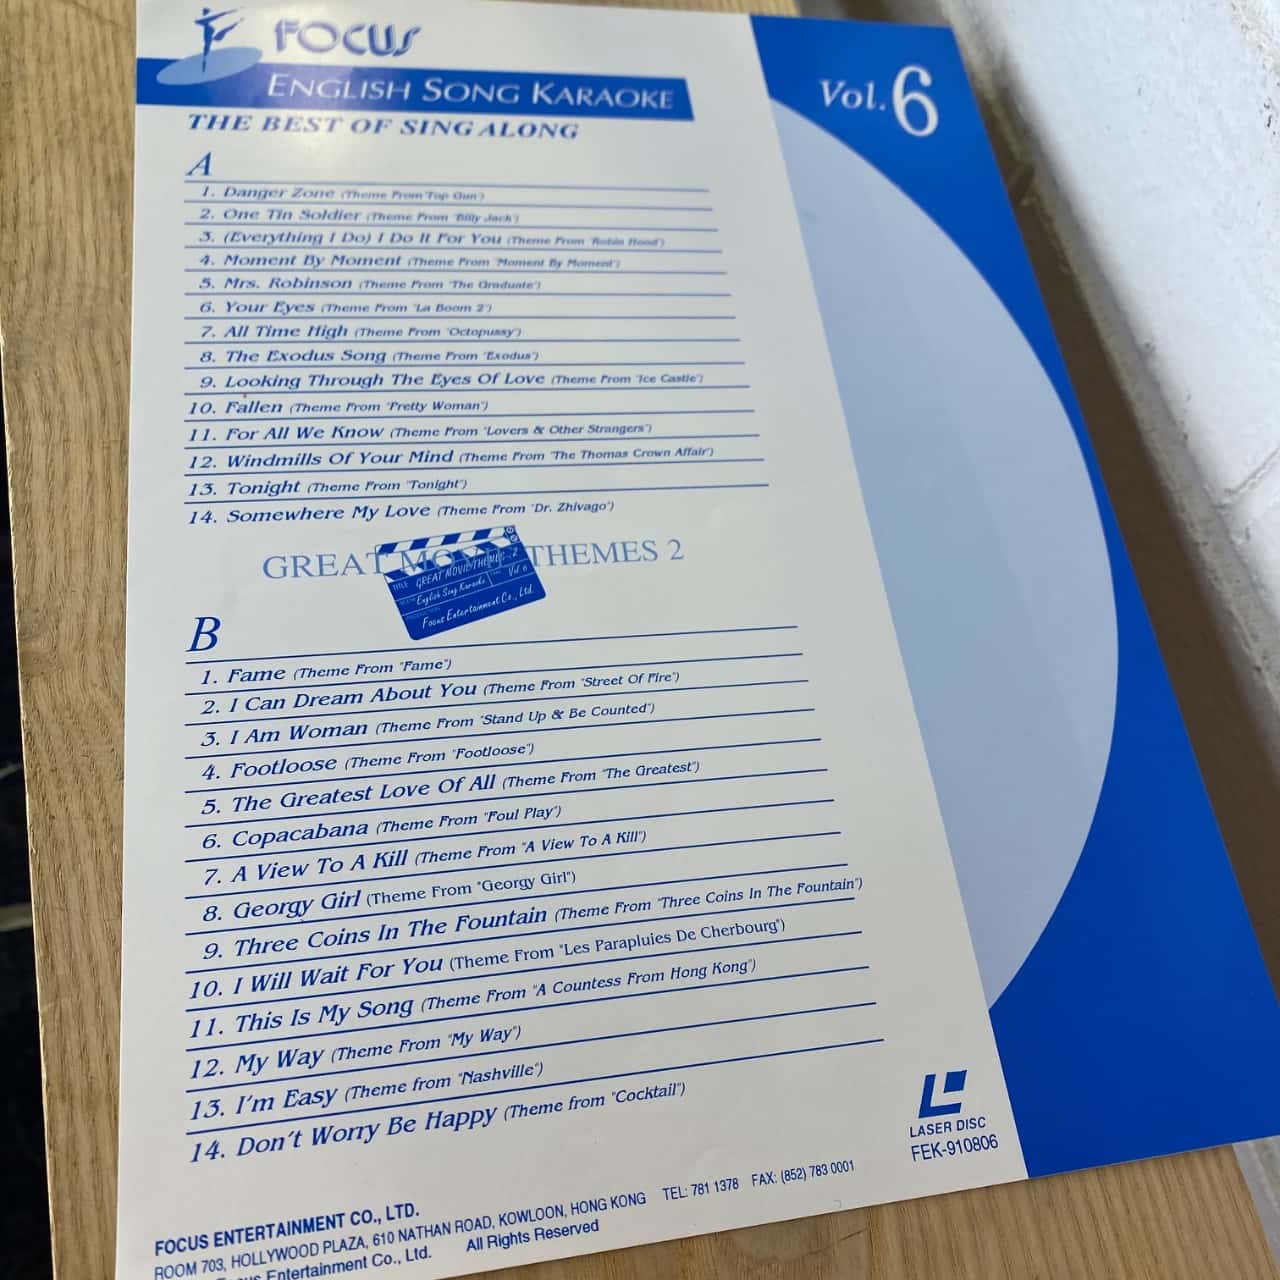 FOCUS
ENGLISH SONG KARAOKE
Vol. 6
THE BEST OF SING ALONG
A
1. Danger Zone (Theme From Top Gun")
2. One Tin Soldier (Theme From "Billy Jack")
3. (Everything I Do) I Do It For You (Theme From "Robin Hood")
4. Moment By Moment (Theme From "Moment By Moment")
5. Mrs. Robinson (Theme From "The Graduate")
6. Your Eyes (Theme From "La Boom 2")
7. All Time High (Theme From "Octopussy")
8. The Exodus Song (Theme From "Exodus")
9. Looking Through The Eyes Of Love (Theme From "Ice Castle")
10. Fallen (Theme From "Pretty Woman")
11. For All We Know (Theme From "Lovers & Other Strangers")
12. Windmills Of Your Mind (Theme From "The Thomas Crown Affair")
13. Tonight (Theme From "Tonight")
14. Somewhere My Love (Theme From "Dr. Zhivago")
GREAT MOVIE THEMES 2
TITLE GREAT MOVIE THEMES 2
English Song Karaoke Vol. 6
Focus Entertainment Co., Ltd.
B
1. Fame (Theme From "Fame")
2. I Can Dream About You (Theme From "Street Of Fire")
3. I Am Woman (Theme From "Stand Up & Be Counted")
4. Footloose (Theme From "Footloose")
5. The Greatest Love Of All (Theme From "The Greatest")
6. Copacabana (Theme From "Foul Play")
7. A View To A Kill (Theme From "A View To A Kill")
8. Georgy Girl (Theme From "Georgy Girl")
9. Three Coins In The Fountain (Theme From "Three Coins In The Fountain")
10. I Will Wait For You (Theme From "Les Parapluies De Cherbourg")
11. This Is My Song (Theme From "A Countess From Hong Kong")
12. My Way (Theme From "My Way")
13. I'm Easy (Theme from "Nashville")
14. Don't Worry Be Happy (Theme from "Cocktail")
LASER DISC
FEK-910806
FOCUS ENTERTAINMENT CO., LTD.
ROOM 703, HOLLYWOOD PLAZA, 610 NATHAN ROAD, KOWLOON, HONG KONG TEL: 781 1378 FAX: (852) 783 0001
Focus Entertainment Co., Ltd. All Rights Reserved